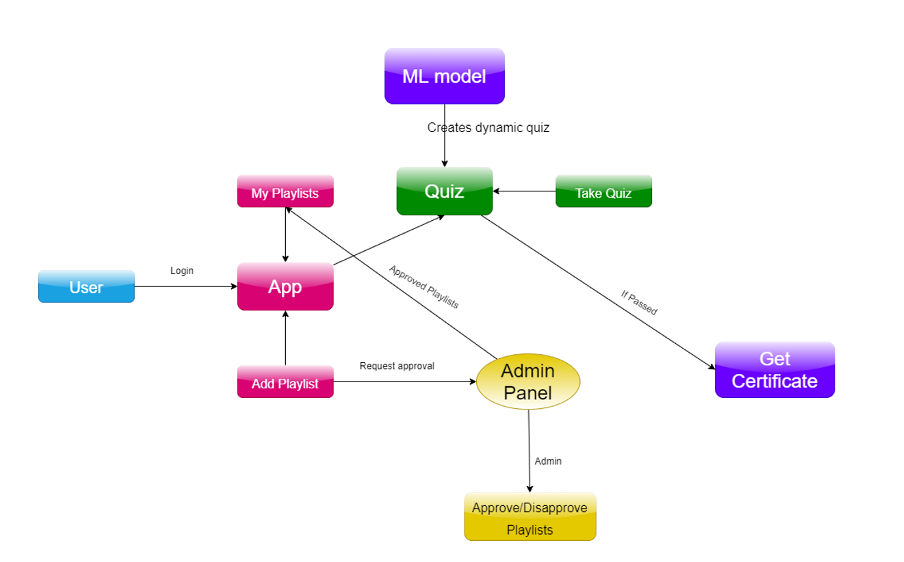 ML model
Creates dynamic quiz
My Playlists
Quiz
Take Quiz
Login
User
App
Approved Playlists
If Passed
Request approval
Add Playlist
Admin
Panel
Get
Certificate
Admin
Approve/Disapprove
Playlists